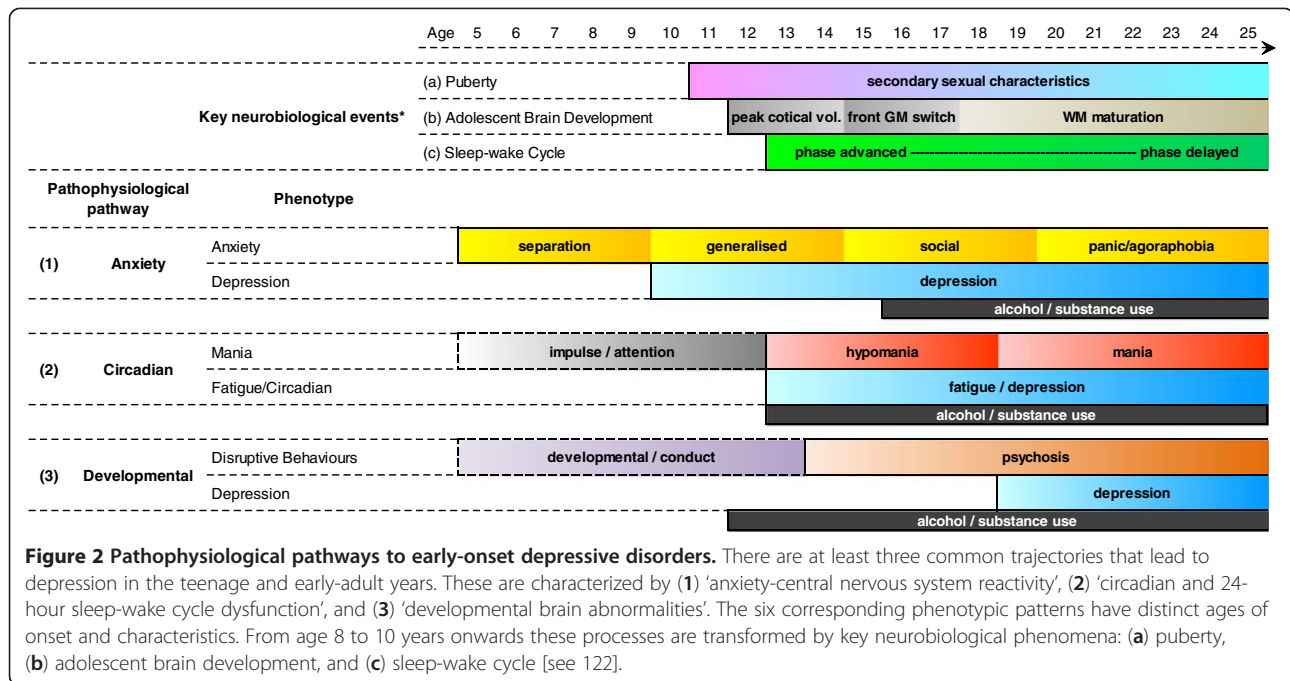 Age 5 6 7 8 9 10 11 12 13 14 15 16 17 18 19 20 21 22 23 24 25
(a) Puberty secondary sexual characteristics
Key neurobiological events* (b) Adolescent Brain Development peak cotical vol. front GM switch WM maturation
(c) Sleep-wake Cycle phase advanced ---------------------------------------- phase delayed
Pathophysiological pathway Phenotype
(1) Anxiety
Anxiety separation generalised social panic/agoraphobia
Depression depression
alcohol / substance use
(2) Circadian
Mania impulse / attention hypomania mania
Fatigue/Circadian fatigue / depression
alcohol / substance use
(3) Developmental
Disruptive Behaviours developmental / conduct psychosis
Depression depression
alcohol / substance use
Figure 2 Pathophysiological pathways to early-onset depressive disorders. There are at least three common trajectories that lead to
depression in the teenage and early-adult years. These are characterized by (1) ‘anxiety-central nervous system reactivity’, (2) ‘circadian and 24-
hour sleep-wake cycle dysfunction’, and (3) ‘developmental brain abnormalities’. The six corresponding phenotypic patterns have distinct ages of
onset and characteristics. From age 8 to 10 years onwards these processes are transformed by key neurobiological phenomena: (a) puberty,
(b) adolescent brain development, and (c) sleep-wake cycle [see 122].